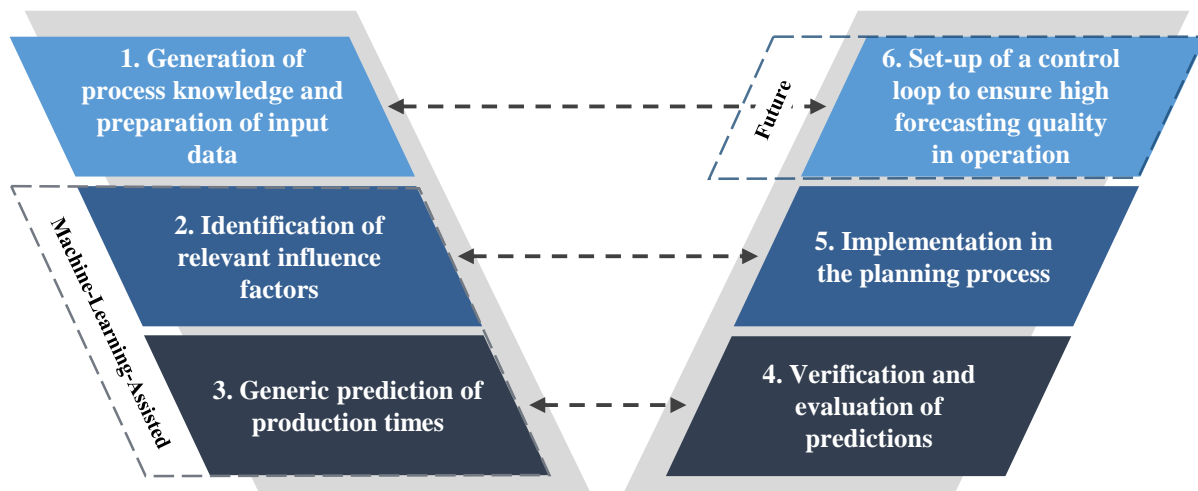 1. Generation of
process knowledge and
preparation of input
data
2. Identification of
relevant influence
factors
3. Generic prediction of
production times
Machine-Learning-Assisted
4. Verification and
evaluation of
predictions
5. Implementation in
the planning process
6. Set-up of a control
loop to ensure high
forecasting quality
in operation
Future